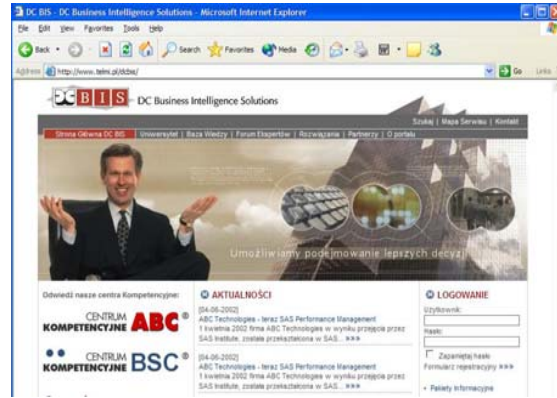 DC BIS - DC Business Intelligence Solutions - Microsoft Internet Explorer
File Edit View Favorites Tools Help
Back Search Favorites Media
Address http://www.telmi.pl/dcbis/ Go Links
DC BIS DC Business Intelligence Solutions
Szukaj | Mapa Serwisu | Kontakt
Strona Główna DC BIS | Uniwersytet | Baza Wiedzy | Forum Ekspertów | Rozwiązania | Partnerzy | O portalu
Umożliwiamy podejmowanie lepszych decyzji
Odwiedź nasze centra Kompetencyjne:
CENTRUM
KOMPETENCYJNE ABC ®
CENTRUM
KOMPETENCYJNE BSC ®
AKTUALNOŚCI
[04-06-2002]
ABC Technologies - teraz SAS Performance Management
1 kwietnia 2002 firma ABC Technologies w wyniku przejęcia przez
SAS Institute, została przekształcona w SAS... »»»
[04-06-2002]
ABC Technologies - teraz SAS Performance Management
1 kwietnia 2002 firma ABC Technologies w wyniku przejęcia przez
SAS Institute, została przekształcona w SAS... »»»
LOGOWANIE
Użytkownik:
Hasło:
Zapamiętaj hasło
Formularz rejestracyjny »»»
Pakiety Informacyjne